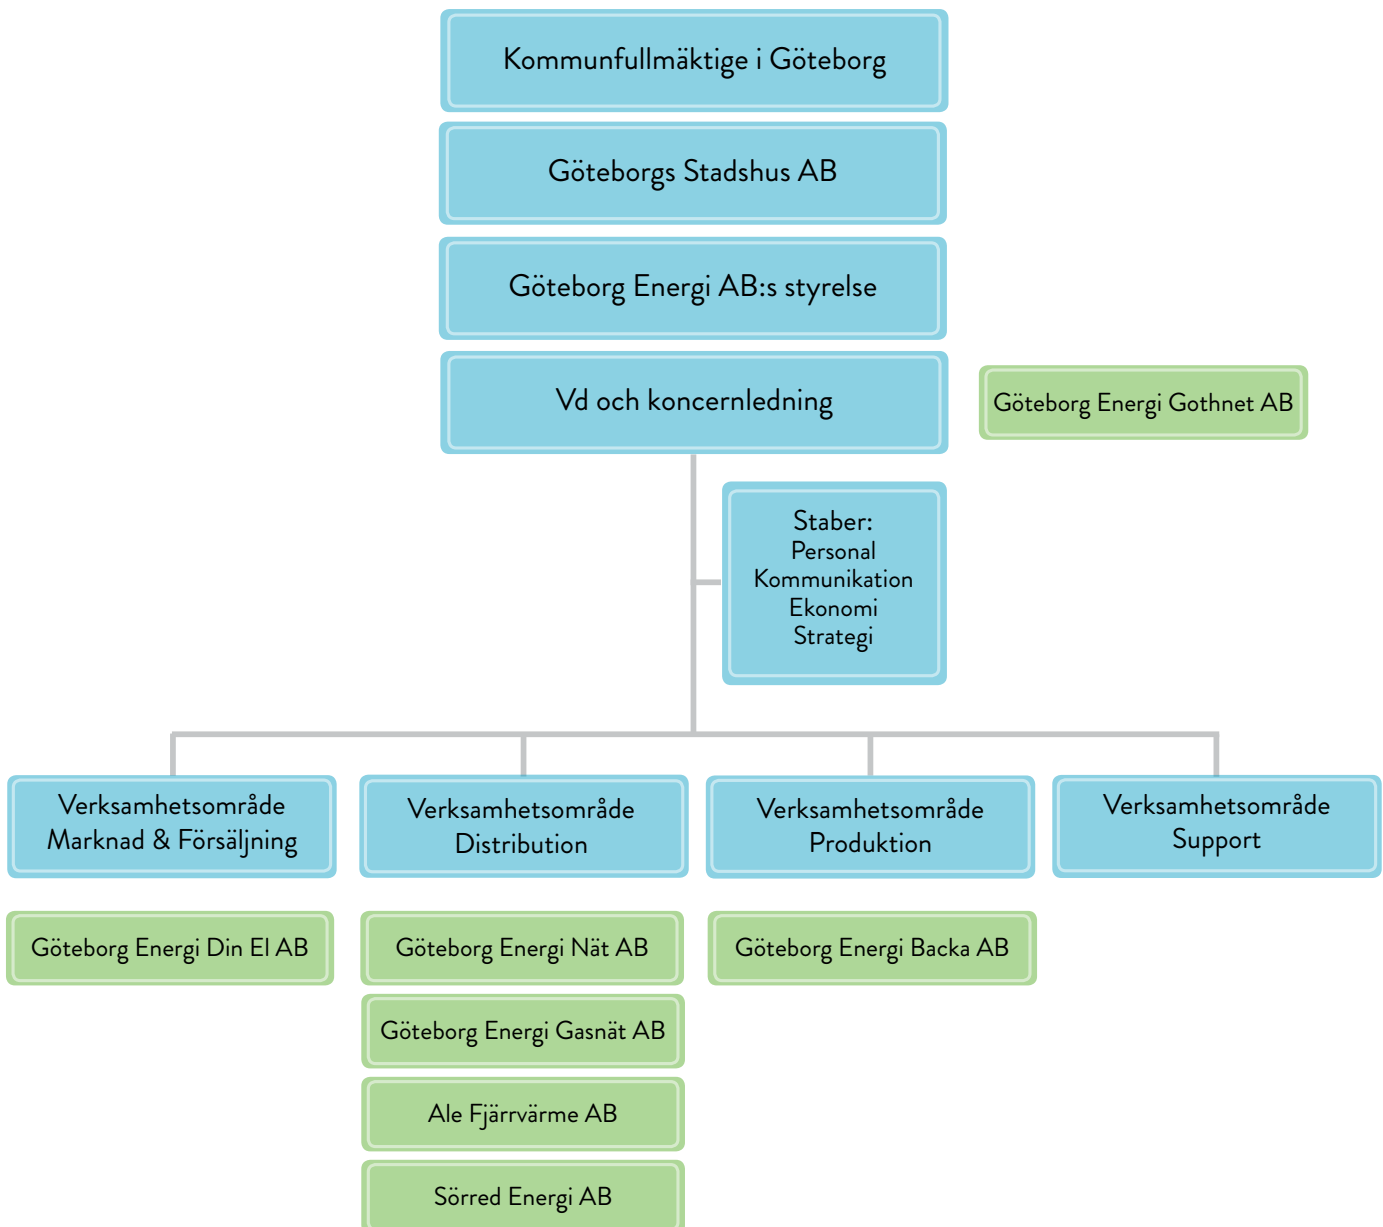 Kommunfullmäktige i Göteborg
Göteborgs Stadshus AB
Göteborg Energi AB:s styrelse
Vd och koncernledning
Göteborg Energi Gothnet AB
Staber:
Personal
Kommunikation
Ekonomi
Strategi
Verksamhetsområde
Marknad & Försäljning
Verksamhetsområde
Distribution
Verksamhetsområde
Produktion
Verksamhetsområde
Support
Göteborg Energi Din El AB
Göteborg Energi Nät AB
Göteborg Energi Backa AB
Göteborg Energi Gasnät AB
Ale Fjärrvärme AB
Sörred Energi AB